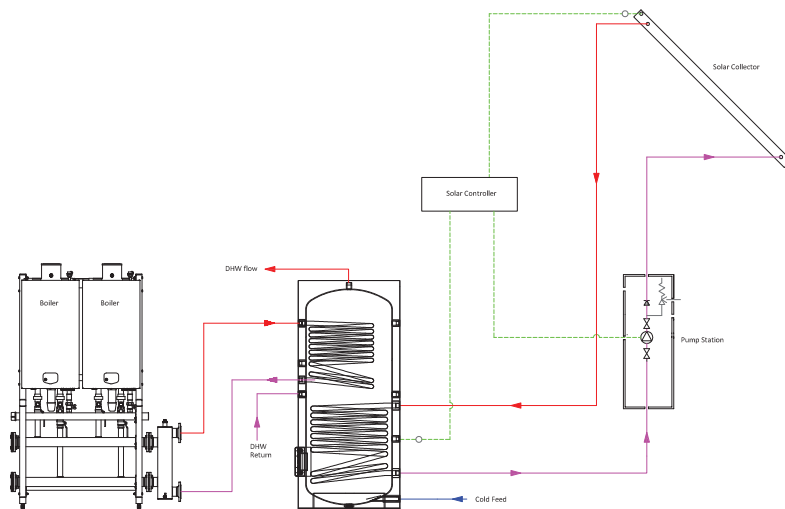 Solar Collector
Solar Controller
DHW flow
Boiler
Boiler
Pump Station
DHW
Return
Cold Feed